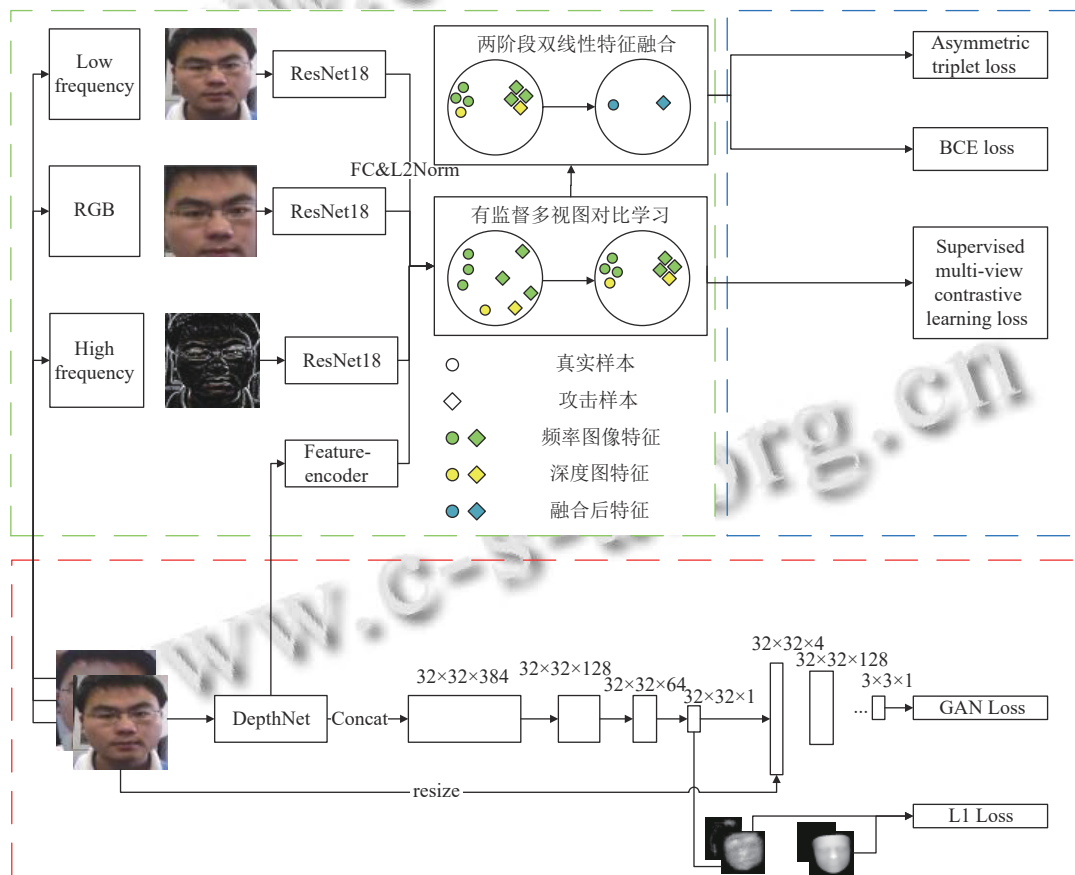 Low
frequency
ResNet18
RGB
ResNet18
High
frequency
ResNet18
Feature-
encoder
FC&L2Norm
两阶段双线性特征融合
有监督多视图对比学习
真实样本
攻击样本
频率图像特征
深度图特征
融合后特征
Asymmetric
triplet loss
BCE loss
Supervised
multi-view
contrastive
learning loss
DepthNet
Concat
32×32×384
32×32×128
32×32×64
32×32×1
32×32×4
32×32×128
...
3×3×1
GAN Loss
resize
L1 Loss